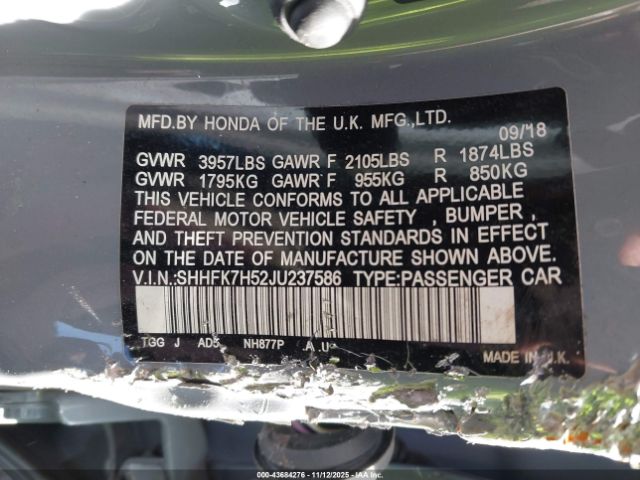 MFD.BY HONDA OF THE U.K. MFG.,LTD.
09/18
GVWR 3957LBS GAWR F 2105LBS R 1874LBS
GVWR 1795KG GAWR F 955KG R 850KG
THIS VEHICLE CONFORMS TO ALL APPLICABLE
FEDERAL MOTOR VEHICLE SAFETY , BUMPER ,
AND THEFT PREVENTION STANDARDS IN EFFECT
ON THE DATE OF MANUFACTURE SHOWN ABOVE.
V.I.N.:SHHFK7H52JU237586 TYPE:PASSENGER CAR
TGG J AD5 NH877P A U
MADE IN U.K.
000-43684276 - 11/12/2025 - IAA Inc.